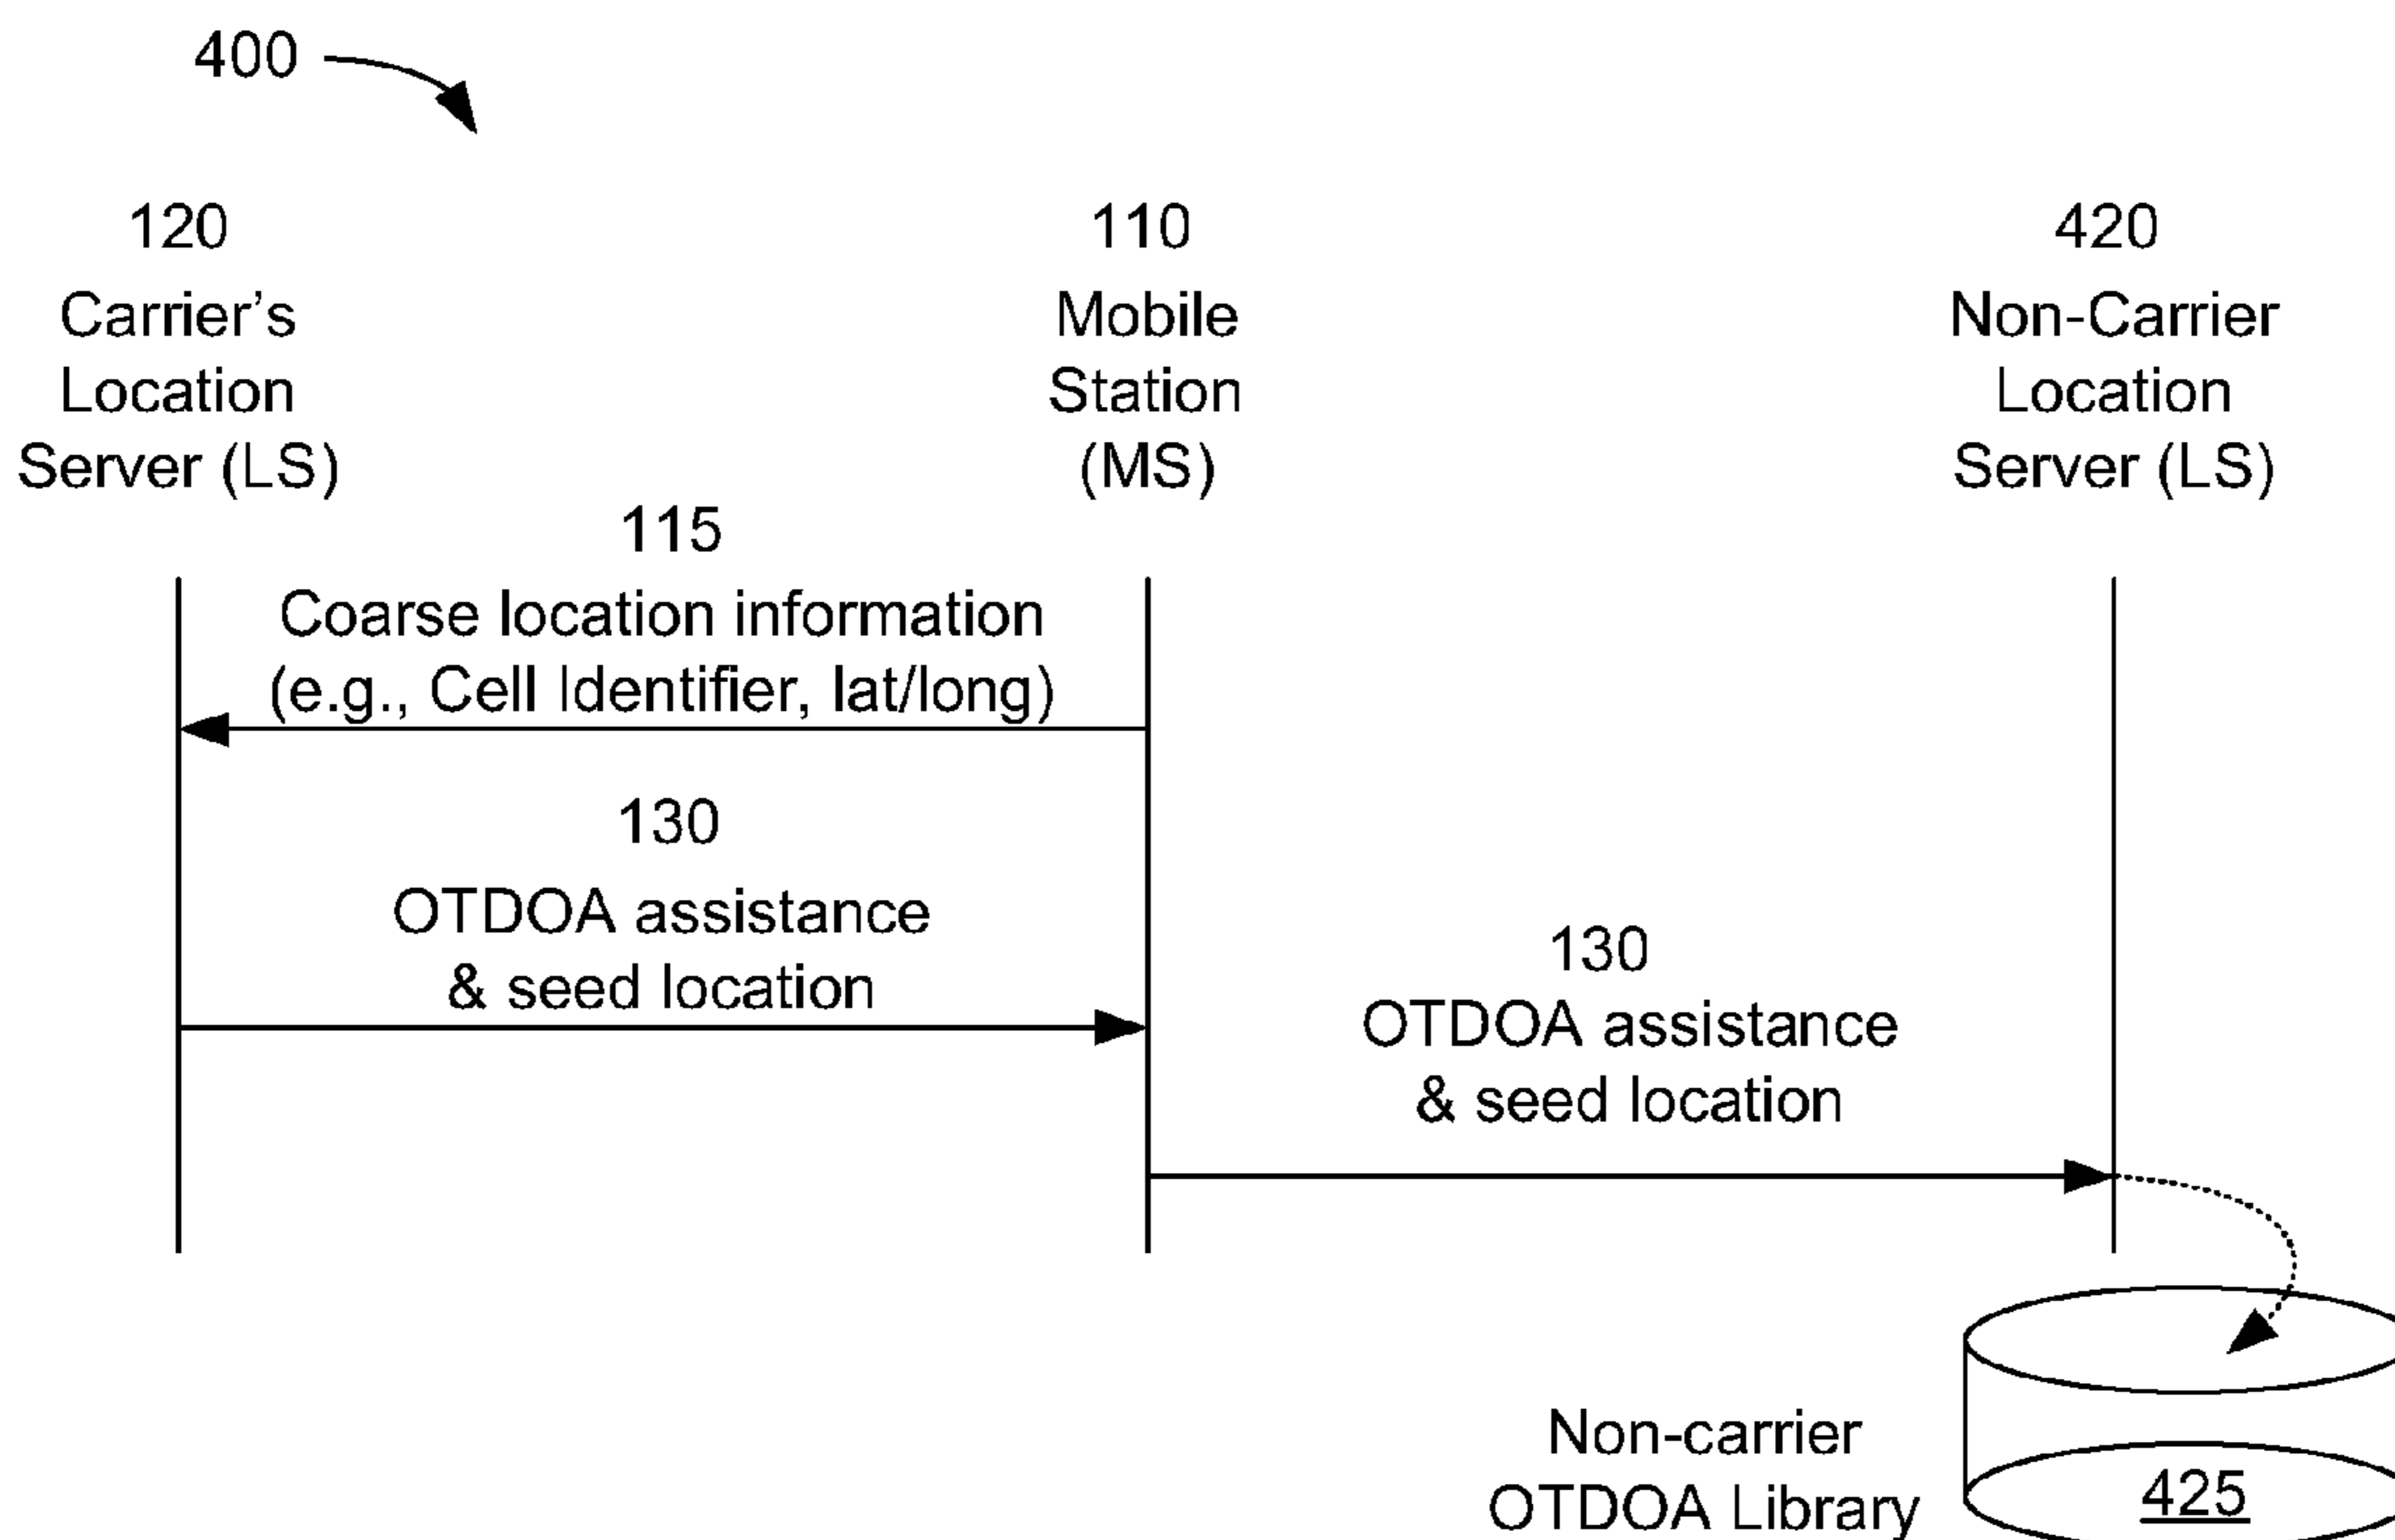 400
120
Carrier's
Location
Server (LS)
110
Mobile
Station
(MS)
420
Non-Carrier
Location
Server (LS)
115
Coarse location information
(e.g., Cell Identifier, lat/long)
130
OTDOA assistance
& seed location
130
OTDOA assistance
& seed location
Non-carrier
OTDOA Library
425